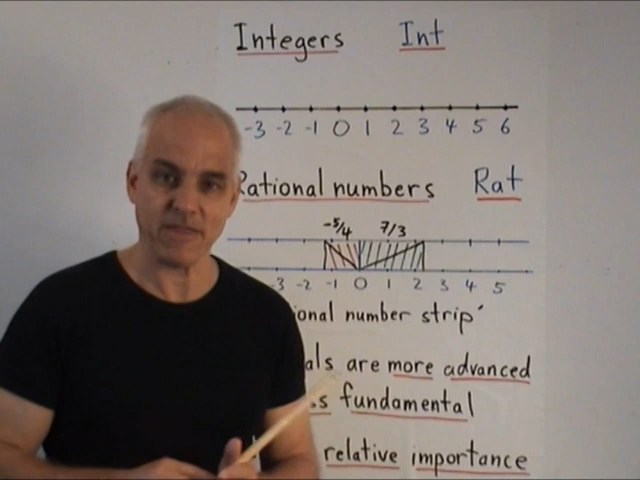 Integers Int
-3 -2 -1 0 1 2 3 4 5 6
Rational numbers Rat
-5/4 7/3
-3 -2 -1 0 1 2 3 4 5
ional number strip'
als are more advanced
ss fundamental
relative importance